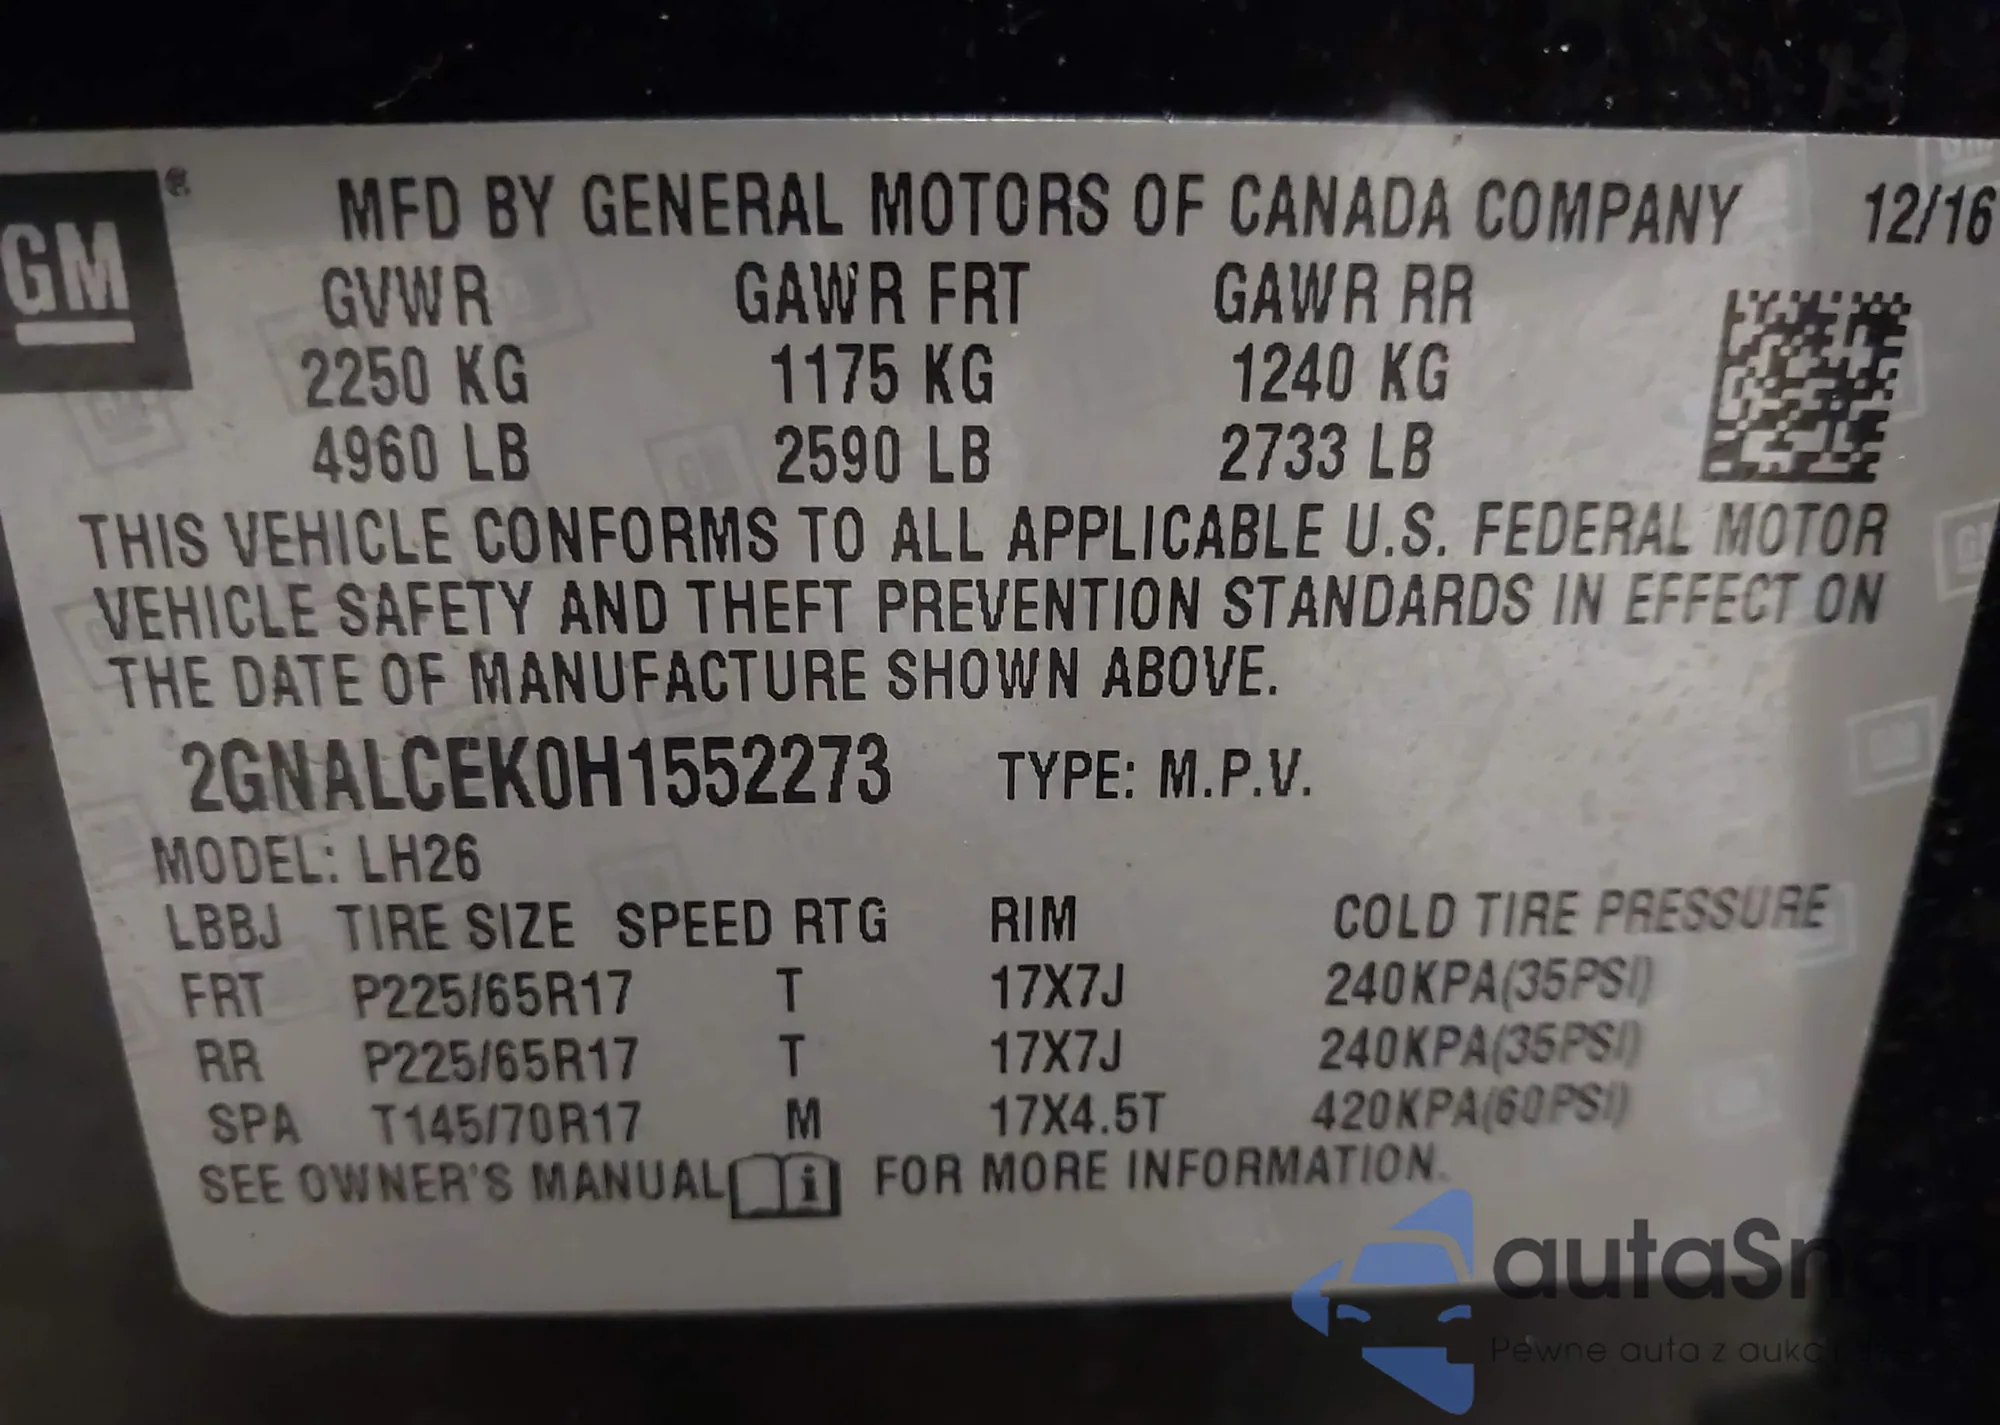 GM® MFD BY GENERAL MOTORS OF CANADA COMPANY 12/16
GVWR GAWR FRT GAWR RR
2250 KG 1175 KG 1240 KG
4960 LB 2590 LB 2733 LB
THIS VEHICLE CONFORMS TO ALL APPLICABLE U.S. FEDERAL MOTOR
VEHICLE SAFETY AND THEFT PREVENTION STANDARDS IN EFFECT ON
THE DATE OF MANUFACTURE SHOWN ABOVE.
2GNALCEK0H1552273 TYPE: M.P.V.
MODEL: LH26
LBBJ TIRE SIZE SPEED RTG RIM COLD TIRE PRESSURE
FRT P225/65R17 T 17X7J 240KPA(35PSI)
RR P225/65R17 T 17X7J 240KPA(35PSI)
SPA T145/70R17 M 17X4.5T 420KPA(60PSI)
SEE OWNER'S MANUAL i FOR MORE INFORMATION.
autaSnap
Pewne auta z